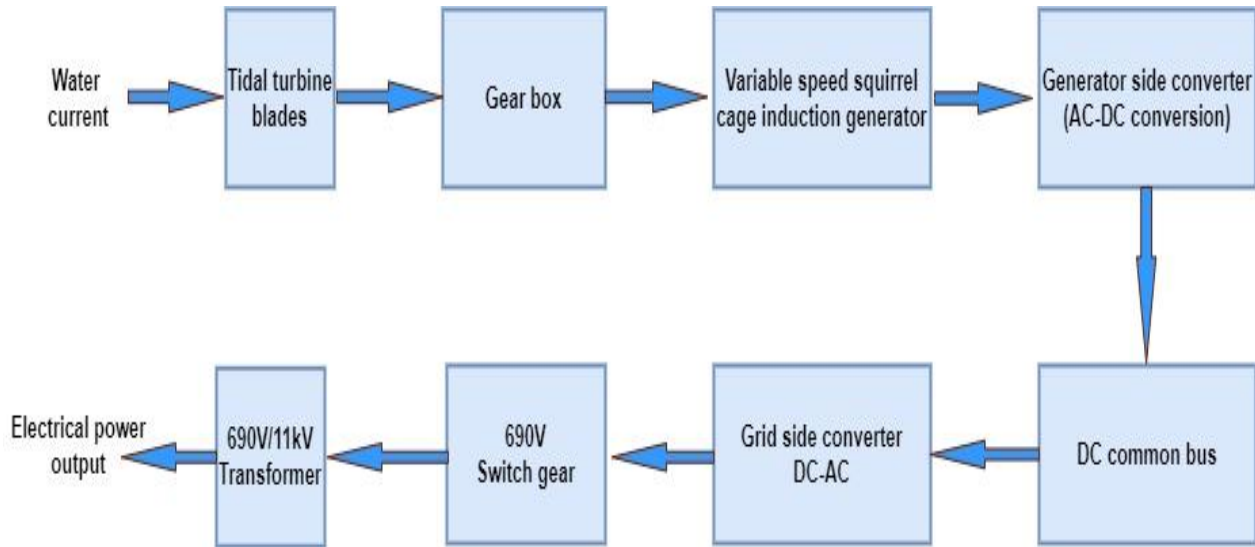 Water
current
Tidal turbine
blades
Gear box
Variable speed squirrel
cage induction generator
Generator side converter
(AC-DC conversion)
Electrical power
output
690V/11kV
Transformer
690V
Switch gear
Grid side converter
DC-AC
DC common bus